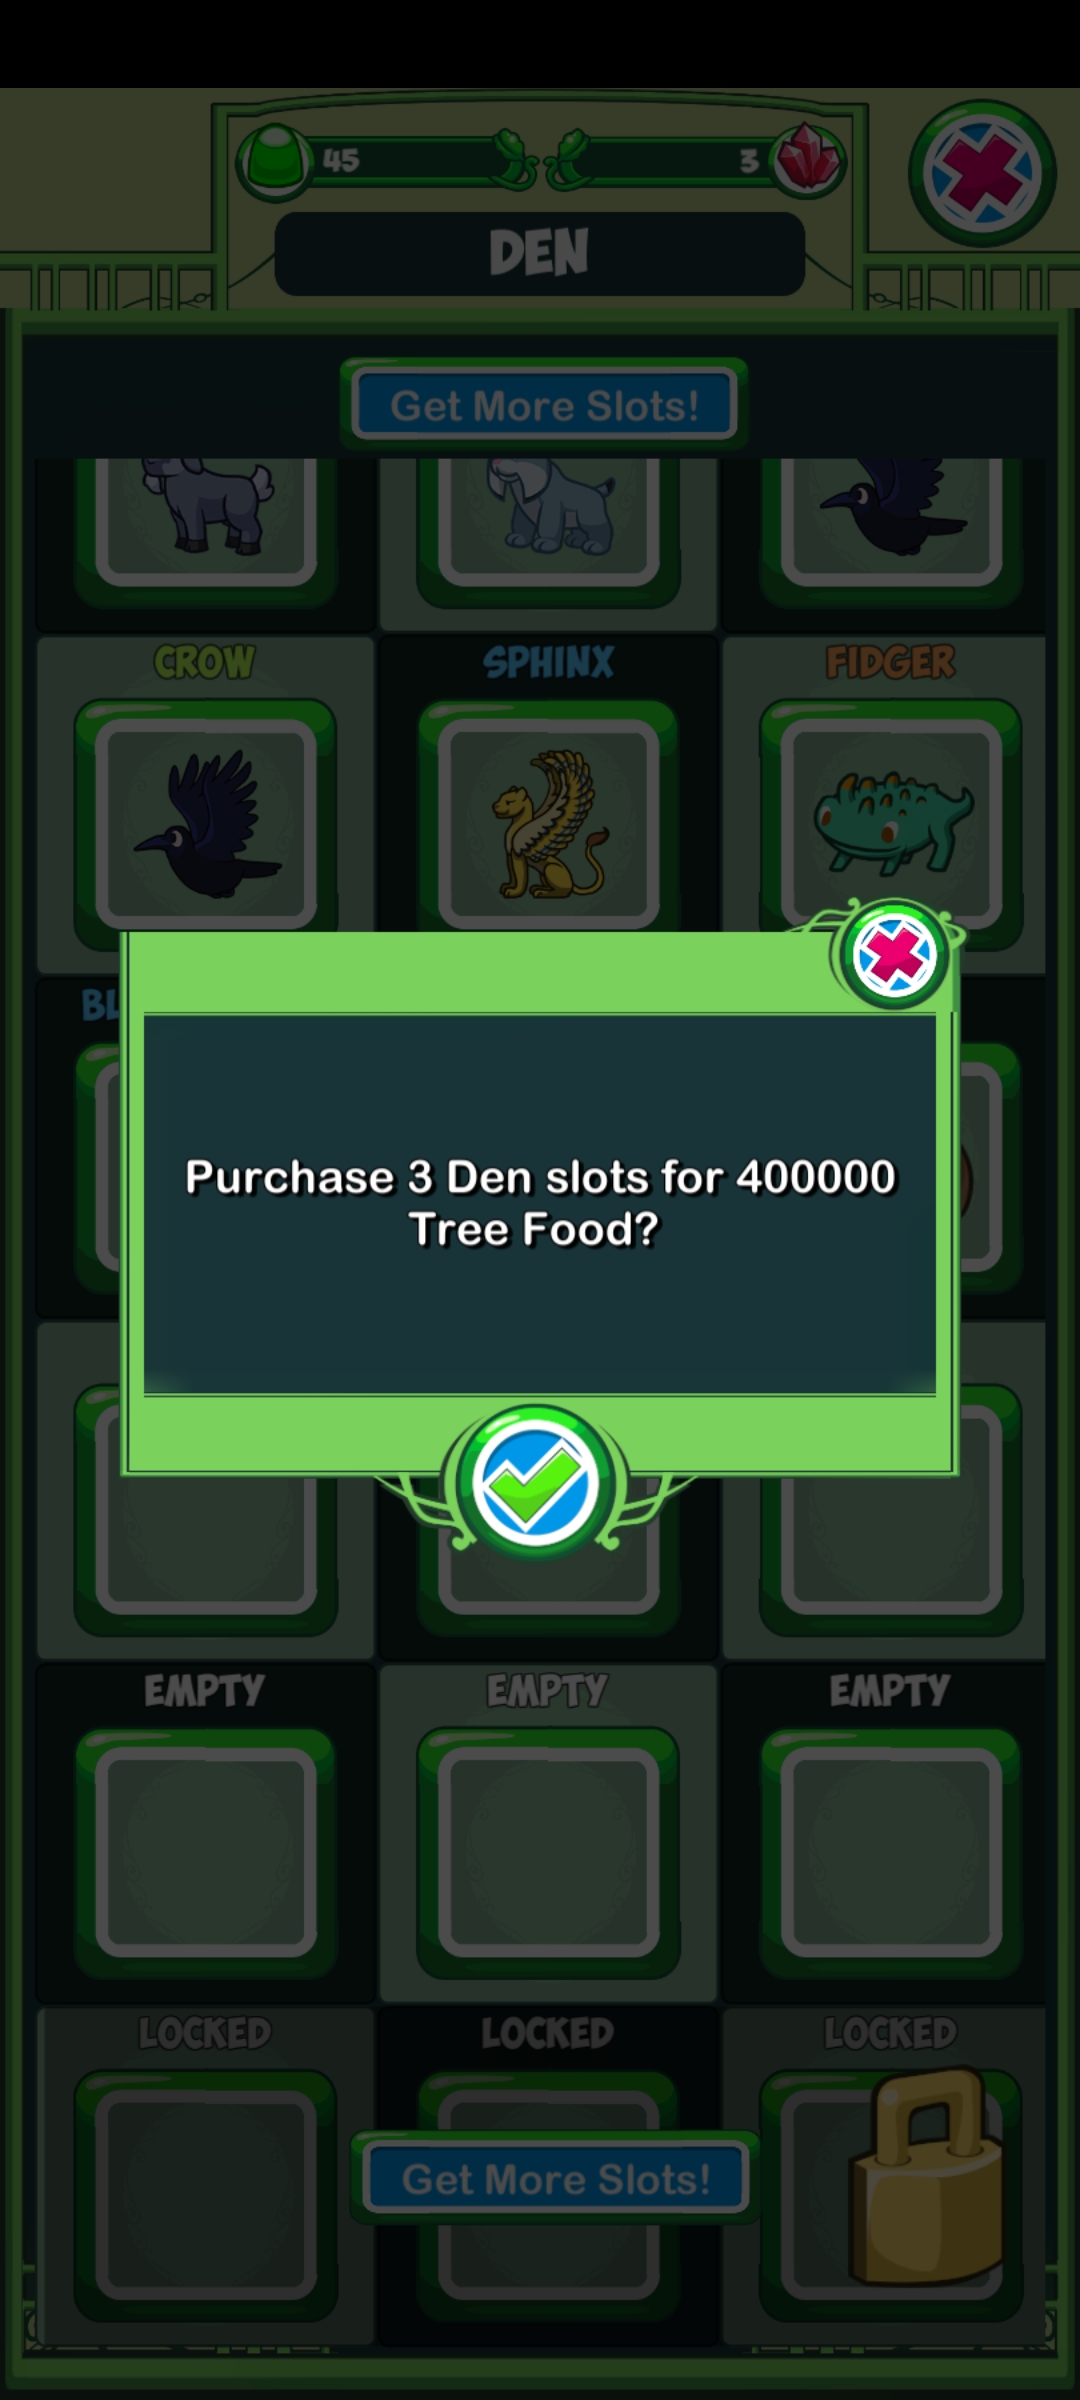 45
3
DEN
Get More Slots!
CROW
SPHINX
FIDGER
BL
Purchase 3 Den slots for 400000
Tree Food?
EMPTY
EMPTY
EMPTY
LOCKED
LOCKED
LOCKED
Get More Slots!